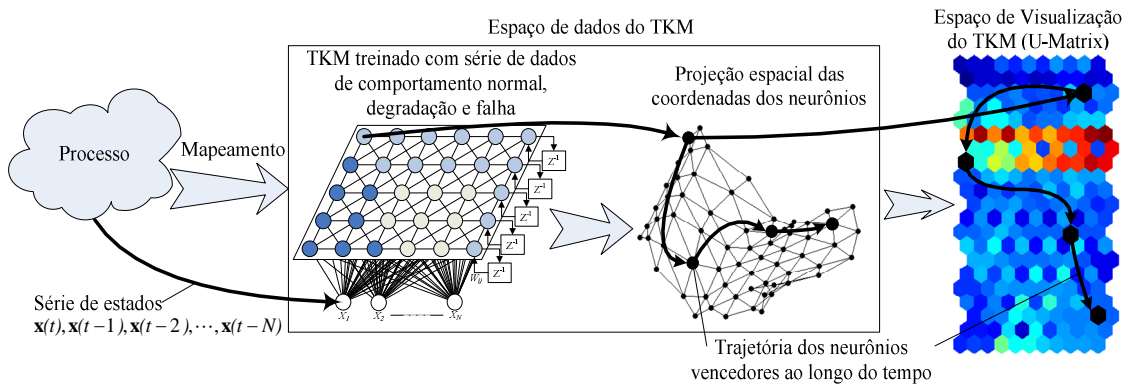 Espaço de dados do TKM
Espaço de Visualização
do TKM (U-Matrix)
TKM treinado com série de dados
de comportamento normal,
degradação e falha
Projeção espacial das
coordenadas dos neurônios
Processo
Mapeamento
Z⁻¹
Z⁻¹
Z⁻¹
Z⁻¹
Z⁻¹
W_ij
X₁ X₂ X_N
Série de estados
x(t), x(t−1), x(t−2), ⋯, x(t−N)
Trajetória dos neurônios
vencedores ao longo do tempo